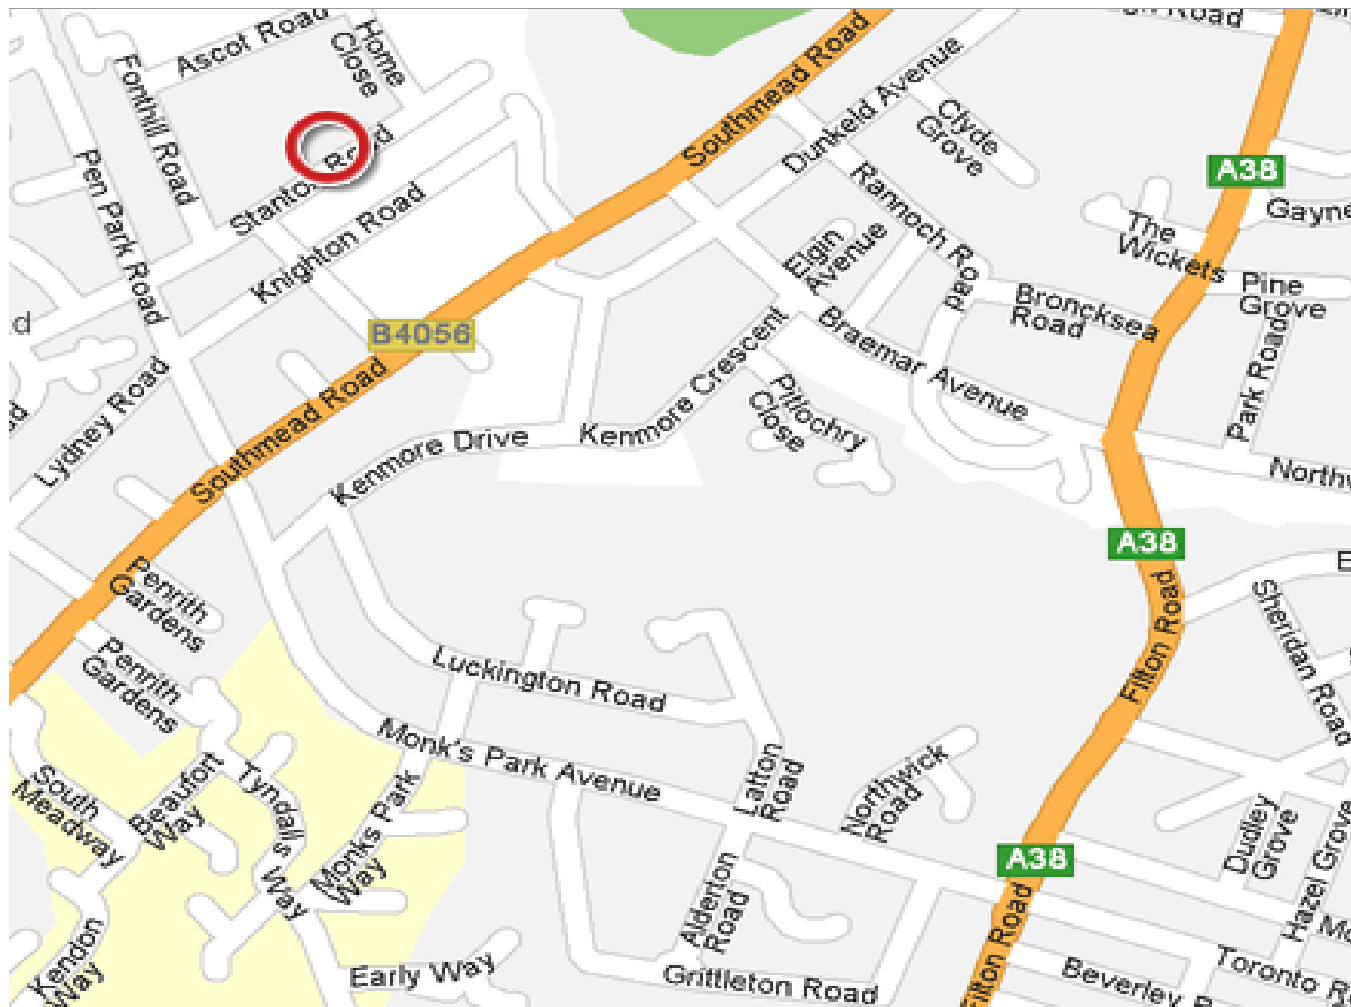 Ascot Road
Home
Close
Fonthill Road
Pen Park Road
Stanton Road
Knighton Road
Southmead Road
Dunkeld Avenue
Clyde
Grove
A38
Gayne
The
Wickets
Pine
Grove
Rannoch Road
Elgin
Avenue
Broncksea
Road
Park Road
B4056
Braemar Avenue
Kenmore Crescent
Pitlochry
Close
Lydney Road
Southmead Road
Kenmore Drive
Northv
A38
Filton Road
Sheridan Road
Penrith
Gardens
Penrith
Gardens
Luckington Road
Monk's Park Avenue
Latton
Road
Northwick
Road
South
Meadway
Beaufort
Way
Tyndalls Way
Monks Park
Way
A38
Dudley
Grove
Hazel Grove
Alderton
Road
Filton Road
Kendon
Way
Early Way
Grittleton Road
Beverley
Toronto R
Mo